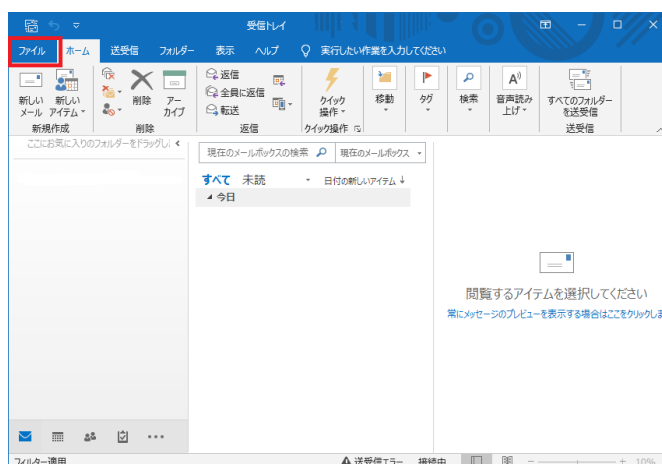 受信トレイ
ファイル ホーム 送受信 フォルダー 表示 ヘルプ 実行したい作業を入力してください
新しい
メール
新しい
アイテム
新規作成
削除
アー
カイブ
削除
返信
全員に返信
転送
返信
クイック
操作
クイック操作
移動
タグ
検索
音声読み
上げ
すべてのフォルダー
を送受信
送受信
ここにお気に入りのフォルダーをドラッグし
現在のメールボックスの検索 現在のメールボックス
すべて 未読 日付の新しいアイテム ↓
今日
閲覧するアイテムを選択してください
常にメッセージのプレビューを表示する場合はここをクリックしま
フィルター適用 送受信エラー 接続中 10%